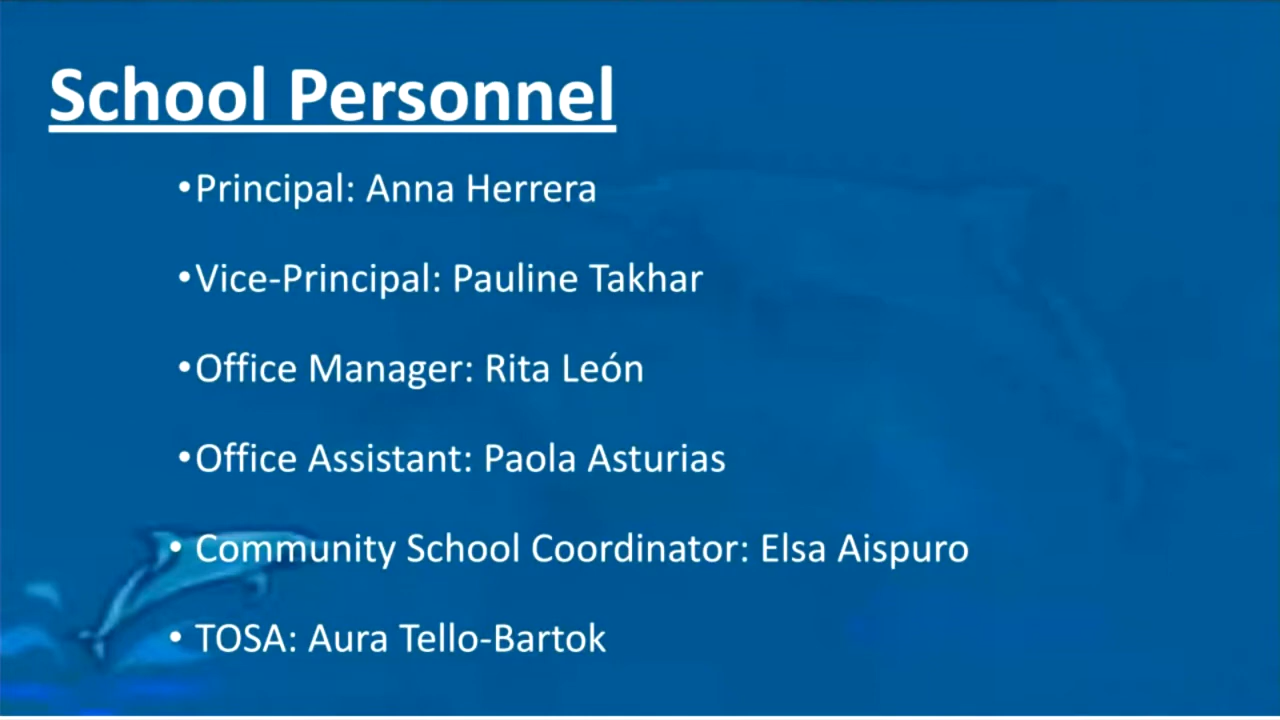 School Personnel
•Principal: Anna Herrera
•Vice-Principal: Pauline Takhar
•Office Manager: Rita León
•Office Assistant: Paola Asturias
• Community School Coordinator: Elsa Aispuro
• TOSA: Aura Tello-Bartok